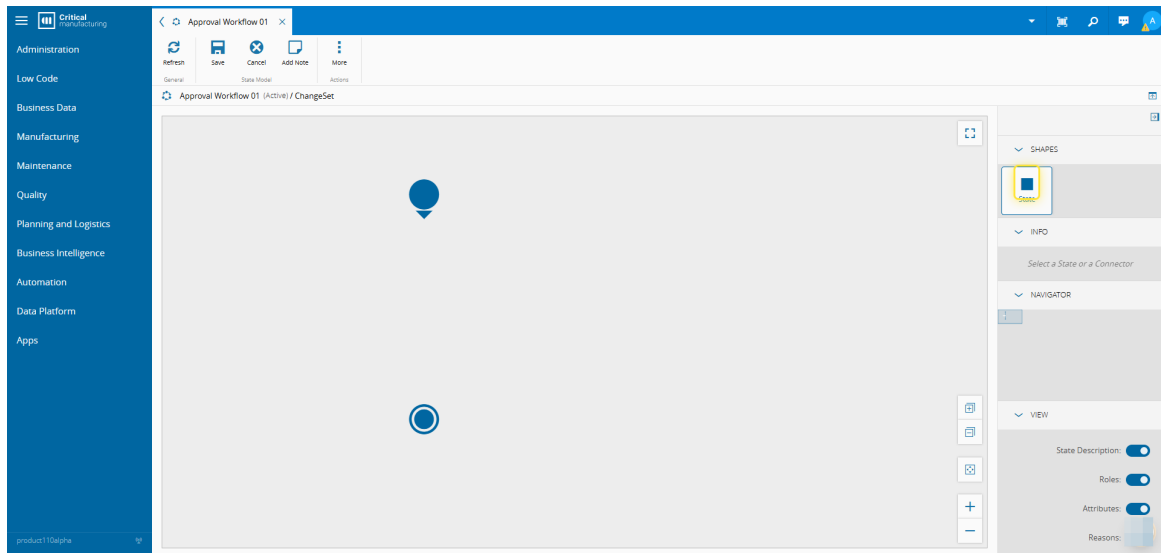 Critical
manufacturing
Approval Workflow 01
A
Administration
Low Code
Business Data
Manufacturing
Maintenance
Quality
Planning and Logistics
Business Intelligence
Automation
Data Platform
Apps
product110alpha
Refresh
Save
Cancel
Add Note
More
General
State Model
Actions
Approval Workflow 01 (Active) / ChangeSet
SHAPES
State
INFO
Select a State or a Connector
NAVIGATOR
VIEW
State Description:
Roles:
Attributes:
Reasons: